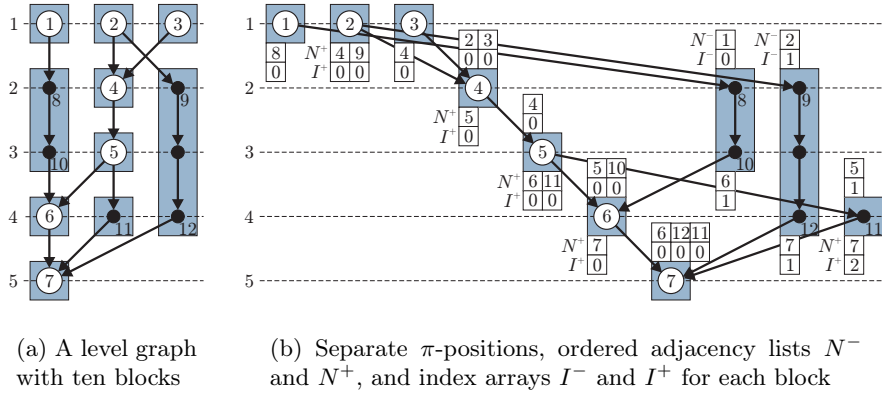 1 1 2 3
2 8 4 9
3 10 5
4 6 11 12
5 7
1 1 2 3
8 N+ 4 9 4 2 3 N− 1 N− 2
0 I+ 0 0 0 0 0 I− 0 I− 1
2 4 8 9
N+ 5 4
I+ 0 0
3 5 10
N+ 6 11 5 10 6 5
I+ 0 0 0 0 1 1
4 6 12 11
N+ 7 6 12 11 7 N+ 7
I+ 0 0 0 0 1 I+ 2
5 7
(a) A level graph
with ten blocks
(b) Separate π-positions, ordered adjacency lists N−
and N+, and index arrays I− and I+ for each block